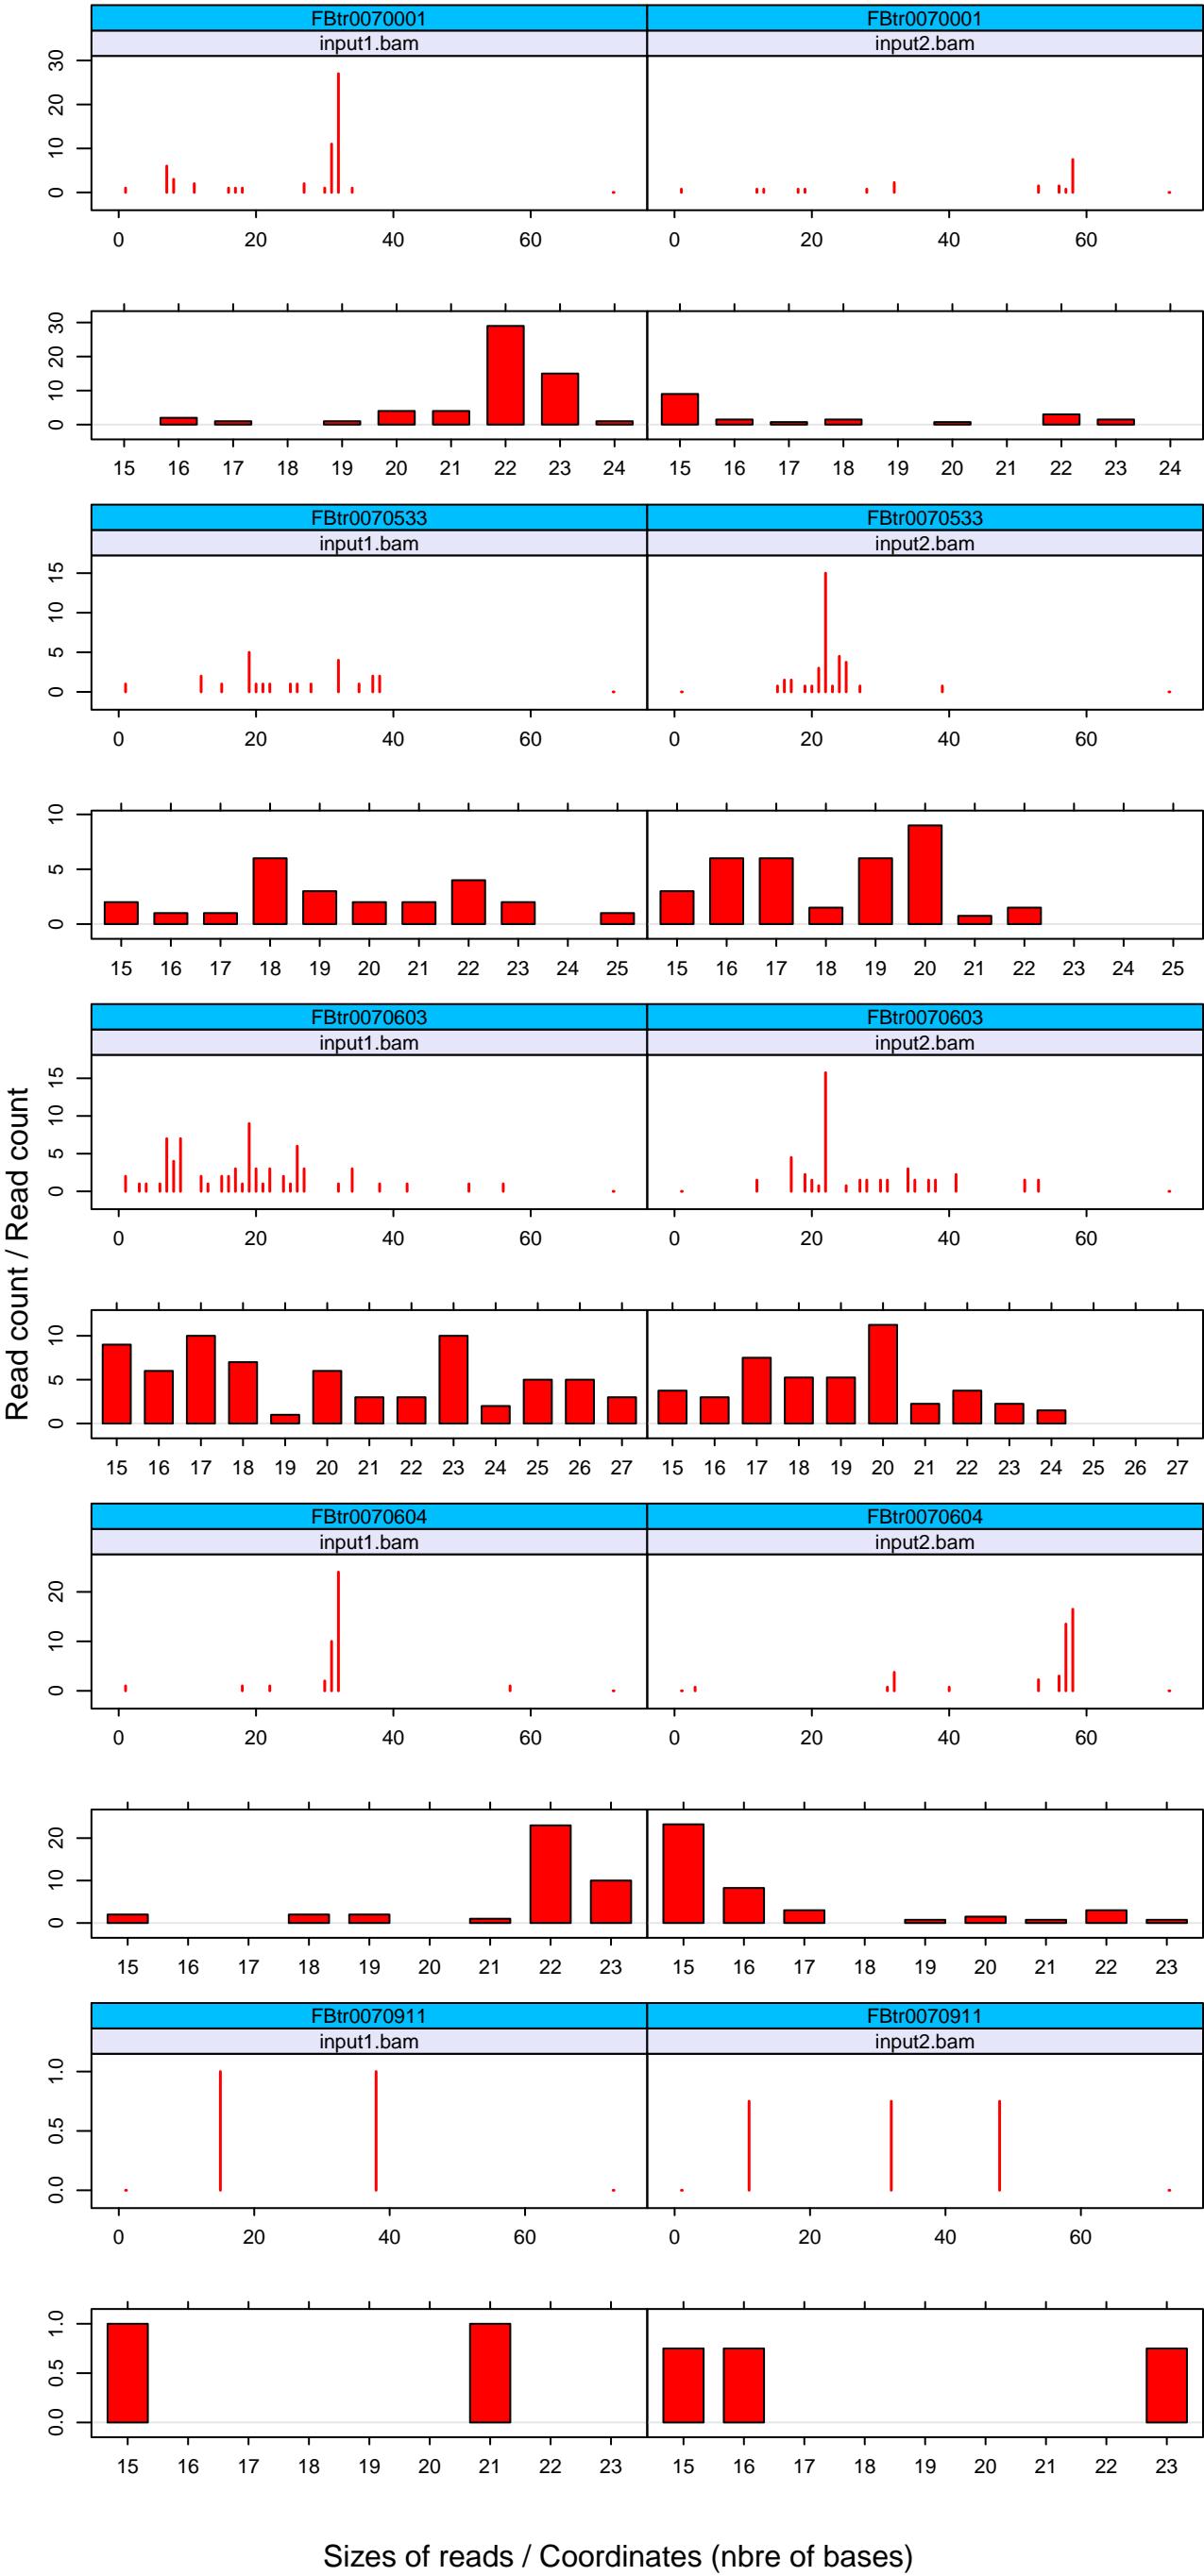 FBtr0070001 FBtr0070001
input1.bam input2.bam
0 10 20 30
0 20 40 60 0 20 40 60
0 10 20 30
15 16 17 18 19 20 21 22 23 24 15 16 17 18 19 20 21 22 23 24
FBtr0070533 FBtr0070533
input1.bam input2.bam
0 5 10 15
0 20 40 60 0 20 40 60
0 5 10
15 16 17 18 19 20 21 22 23 24 25 15 16 17 18 19 20 21 22 23 24 25
FBtr0070603 FBtr0070603
input1.bam input2.bam
0 5 10 15
0 20 40 60 0 20 40 60
0 5 10
15 16 17 18 19 20 21 22 23 24 25 26 27 15 16 17 18 19 20 21 22 23 24 25 26 27
FBtr0070604 FBtr0070604
input1.bam input2.bam
0 10 20
0 20 40 60 0 20 40 60
0 10 20
15 16 17 18 19 20 21 22 23 15 16 17 18 19 20 21 22 23
FBtr0070911 FBtr0070911
input1.bam input2.bam
0.0 0.5 1.0
0 20 40 60 0 20 40 60
0.0 0.5 1.0
15 16 17 18 19 20 21 22 23 15 16 17 18 19 20 21 22 23
Read count / Read count
Sizes of reads / Coordinates (nbre of bases)